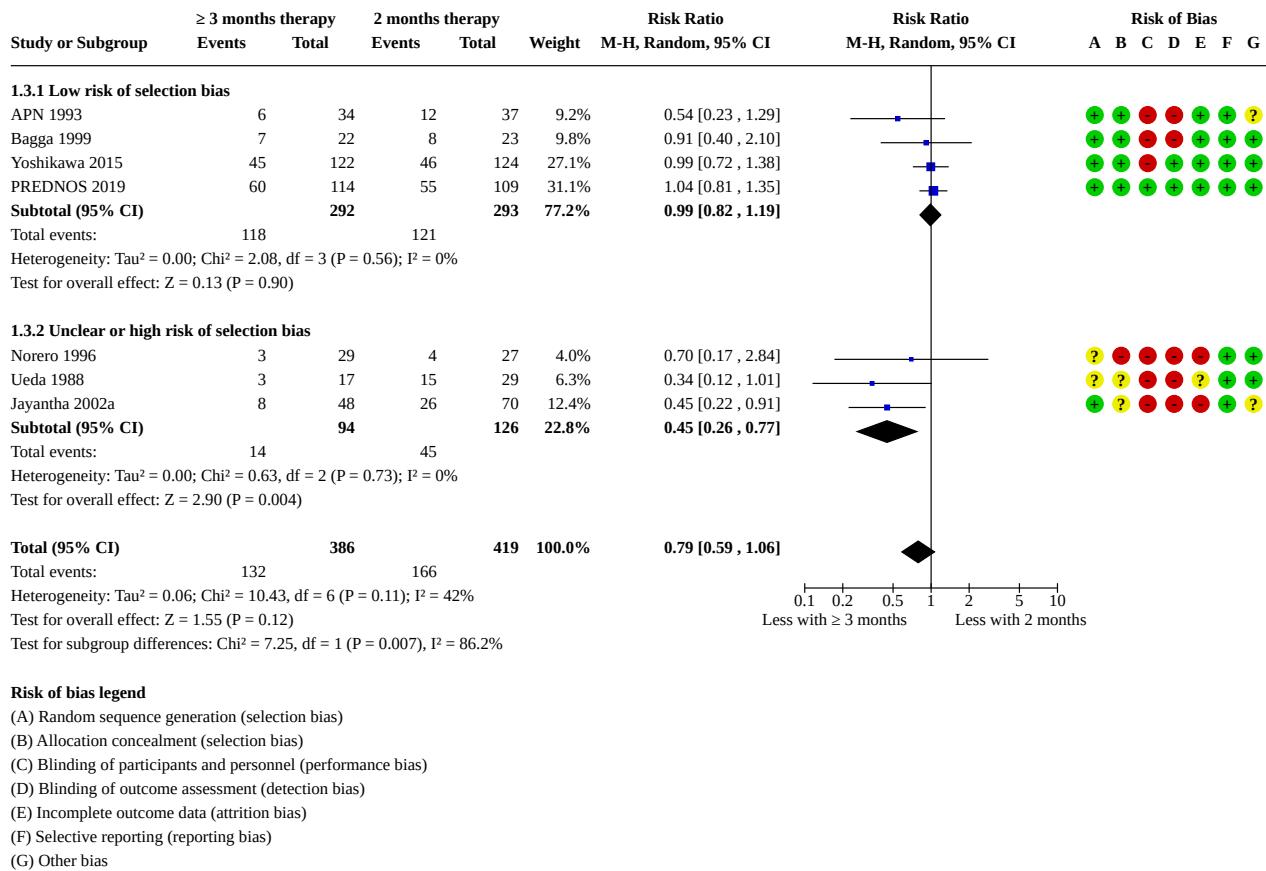 ≥ 3 months therapy 2 months therapy Risk Ratio Risk Ratio Risk of Bias
Study or Subgroup Events Total Events Total Weight M-H, Random, 95% CI M-H, Random, 95% CI A B C D E F G
1.3.1 Low risk of selection bias
APN 1993 6 34 12 37 9.2% 0.54 [0.23 , 1.29] + + - - + + ?
Bagga 1999 7 22 8 23 9.8% 0.91 [0.40 , 2.10] + + - - + + +
Yoshikawa 2015 45 122 46 124 27.1% 0.99 [0.72 , 1.38] + + - + + + +
PREDNOS 2019 60 114 55 109 31.1% 1.04 [0.81 , 1.35] + + + + + + +
Subtotal (95% CI) 292 293 77.2% 0.99 [0.82 , 1.19]
Total events: 118 121
Heterogeneity: Tau² = 0.00; Chi² = 2.08, df = 3 (P = 0.56); I² = 0%
Test for overall effect: Z = 0.13 (P = 0.90)
1.3.2 Unclear or high risk of selection bias
Norero 1996 3 29 4 27 4.0% 0.70 [0.17 , 2.84] ? - - - - + +
Ueda 1988 3 17 15 29 6.3% 0.34 [0.12 , 1.01] ? ? - - ? + +
Jayantha 2002a 8 48 26 70 12.4% 0.45 [0.22 , 0.91] + ? - - - + ?
Subtotal (95% CI) 94 126 22.8% 0.45 [0.26 , 0.77]
Total events: 14 45
Heterogeneity: Tau² = 0.00; Chi² = 0.63, df = 2 (P = 0.73); I² = 0%
Test for overall effect: Z = 2.90 (P = 0.004)
Total (95% CI) 386 419 100.0% 0.79 [0.59 , 1.06]
Total events: 132 166
Heterogeneity: Tau² = 0.06; Chi² = 10.43, df = 6 (P = 0.11); I² = 42%
0.1 0.2 0.5 1 2 5 10
Test for overall effect: Z = 1.55 (P = 0.12)
Less with ≥ 3 months Less with 2 months
Test for subgroup differences: Chi² = 7.25, df = 1 (P = 0.007), I² = 86.2%
Risk of bias legend
(A) Random sequence generation (selection bias)
(B) Allocation concealment (selection bias)
(C) Blinding of participants and personnel (performance bias)
(D) Blinding of outcome assessment (detection bias)
(E) Incomplete outcome data (attrition bias)
(F) Selective reporting (reporting bias)
(G) Other bias